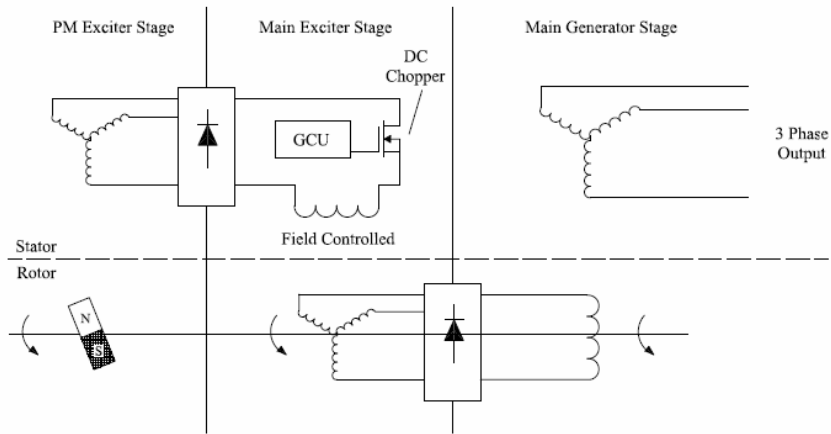 PM Exciter Stage
Main Exciter Stage
Main Generator Stage
DC
Chopper
GCU
3 Phase
Output
Field Controlled
Stator
Rotor
N
S